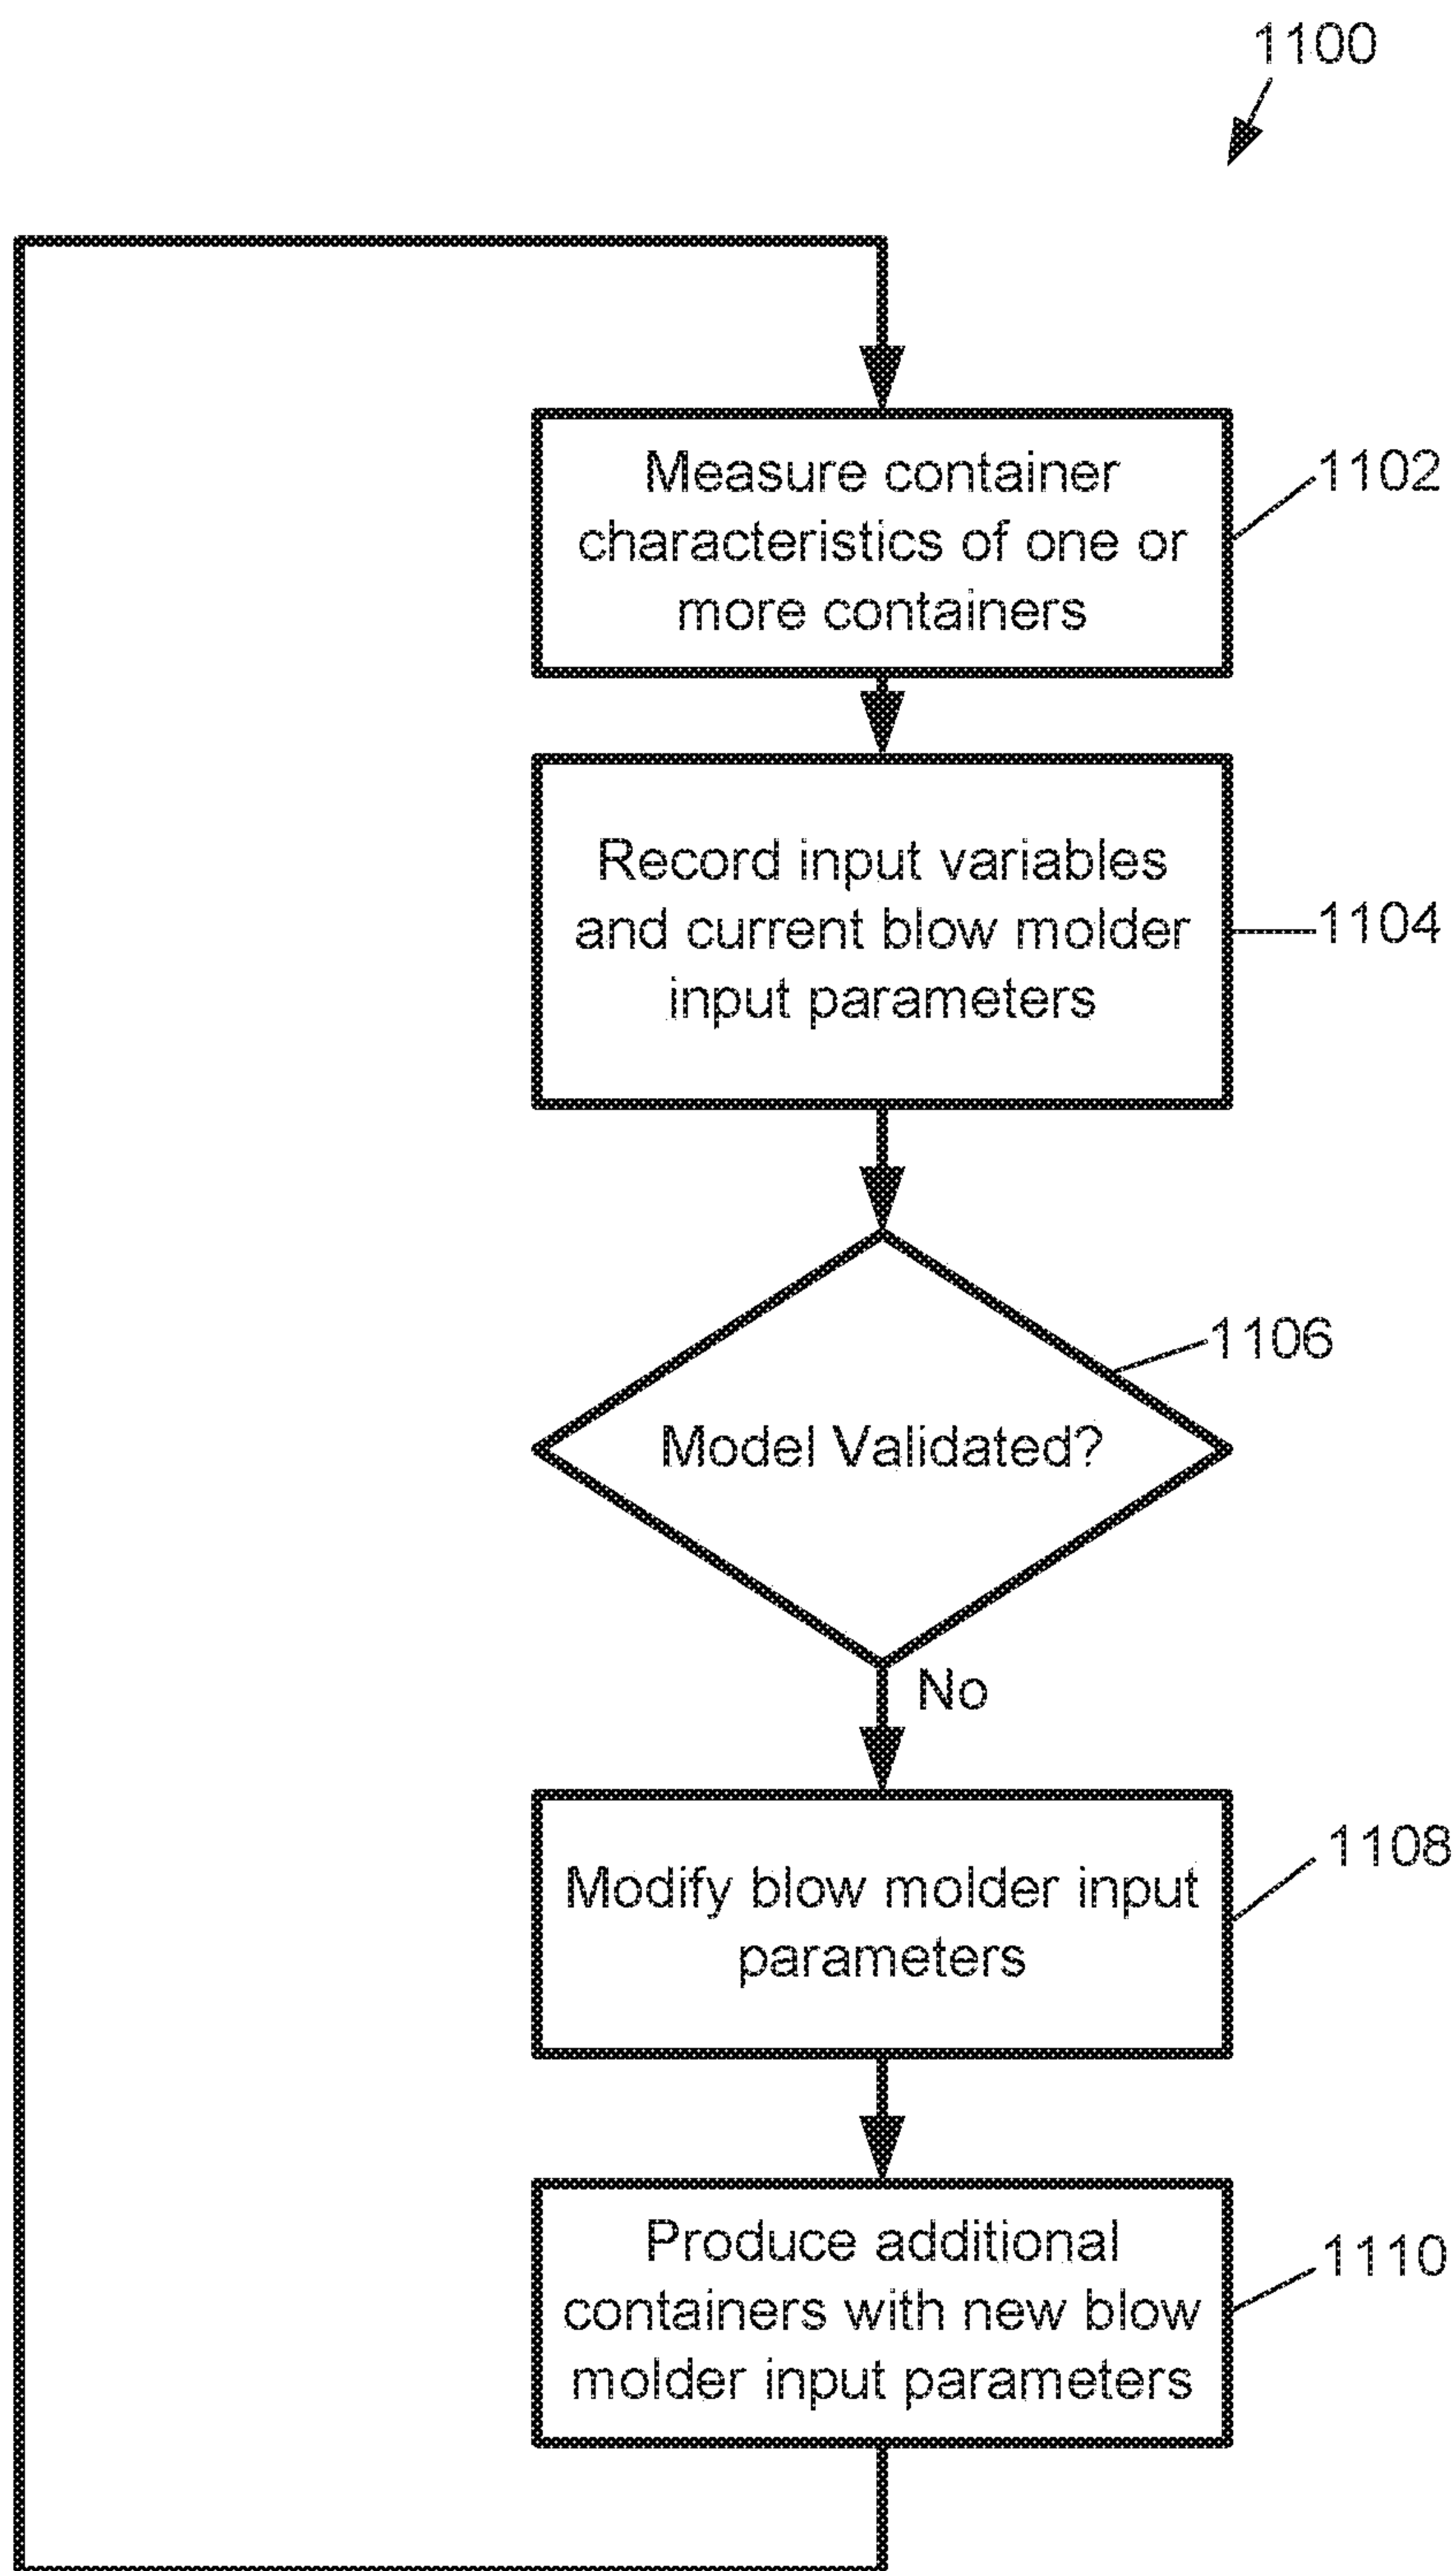 1100
Measure container
characteristics of one or
more containers
1102
Record input variables
and current blow molder
input parameters
1104
1106
Model Validated?
No
Modify blow molder input
parameters
1108
Produce additional
containers with new blow
molder input parameters
1110